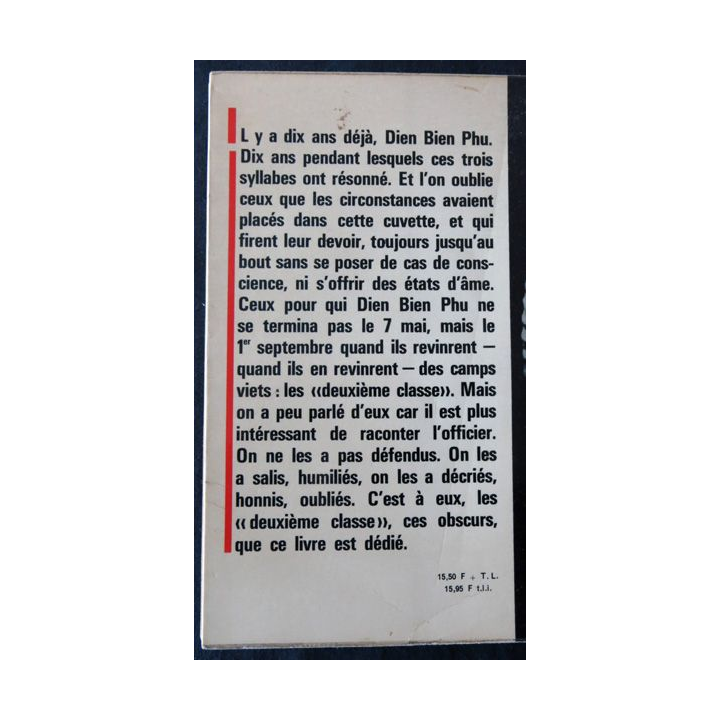 L y a dix ans déjà, Dien Bien Phu.
Dix ans pendant lesquels ces trois
syllabes ont résonné. Et l'on oublie
ceux que les circonstances avaient
placés dans cette cuvette, et qui
firent leur devoir, toujours jusqu'au
bout sans se poser de cas de cons-
cience, ni s'offrir des états d'âme.
Ceux pour qui Dien Bien Phu ne
se termina pas le 7 mai, mais le
1er septembre quand ils revinrent —
quand ils en revinrent — des camps
viets : les «deuxième classe». Mais
on a peu parlé d'eux car il est plus
intéressant de raconter l'officier.
On ne les a pas défendus. On les
a salis, humiliés, on les a décriés,
honnis, oubliés. C'est à eux, les
«deuxième classe», ces obscurs,
que ce livre est dédié.
15,50 F + T. L.
15,95 F t.l.i.